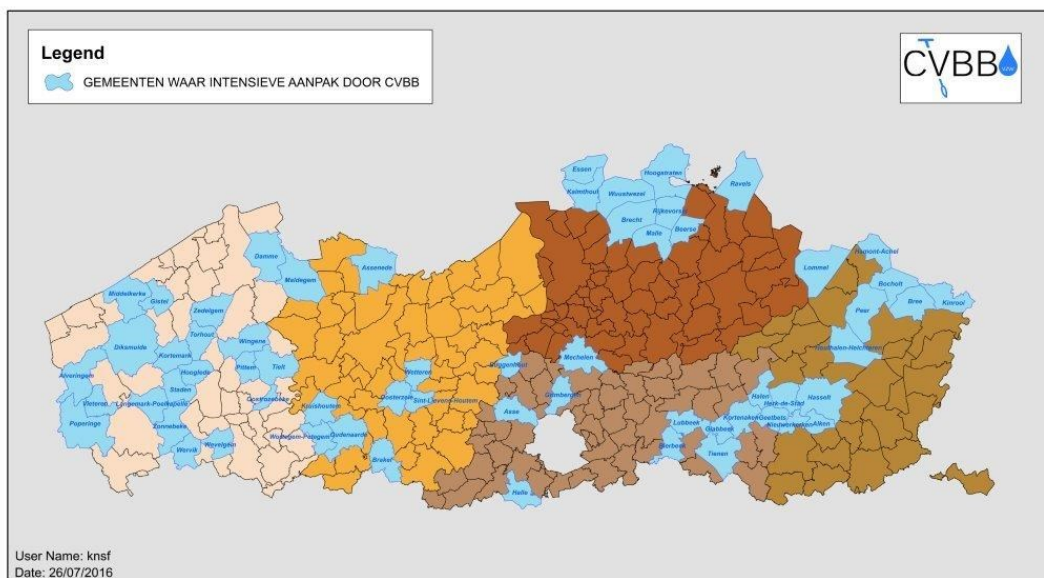 Legend
GEMEENTEN WAAR INTENSIEVE AANPAK DOOR CVBB
CVBB
vzw
Essen
Hoogstraten
Ravels
Kalmthout
Wuustwezel
Rijkevorsel
Brecht
Beerse
Malle
Damme
Assenede
Maldegem
Hamont-Achel
Lommel
Bocholt
Middelkerke
Gistel
Bree
Kinrooi
Zedelgem
Peer
Torhout
Diksmuide
Wingene
Houthalen-Helchteren
Kortemark
Mechelen
Pittem
Tielt
Hooglede
Wetteren
Buggenhout
Alveringem
Staden
Oosterzele
Grimbergen
Halen
Hasselt
Vleteren
Langemark-Poelkapelle
Oostrozebeke
Kruishoutem
Sint-Lievens-Houtem
Asse
Herk-de-Stad
Poperinge
Zonnebeke
Lubbeek
Kortenaken
Geetbets
Wortegem-Petegem
Oudenaarde
Glabbeek
Nieuwerkerken
Alken
Wervik
Wevelgem
Bierbeek
Tienen
Brakel
Halle
User Name: knsf
Date: 26/07/2016